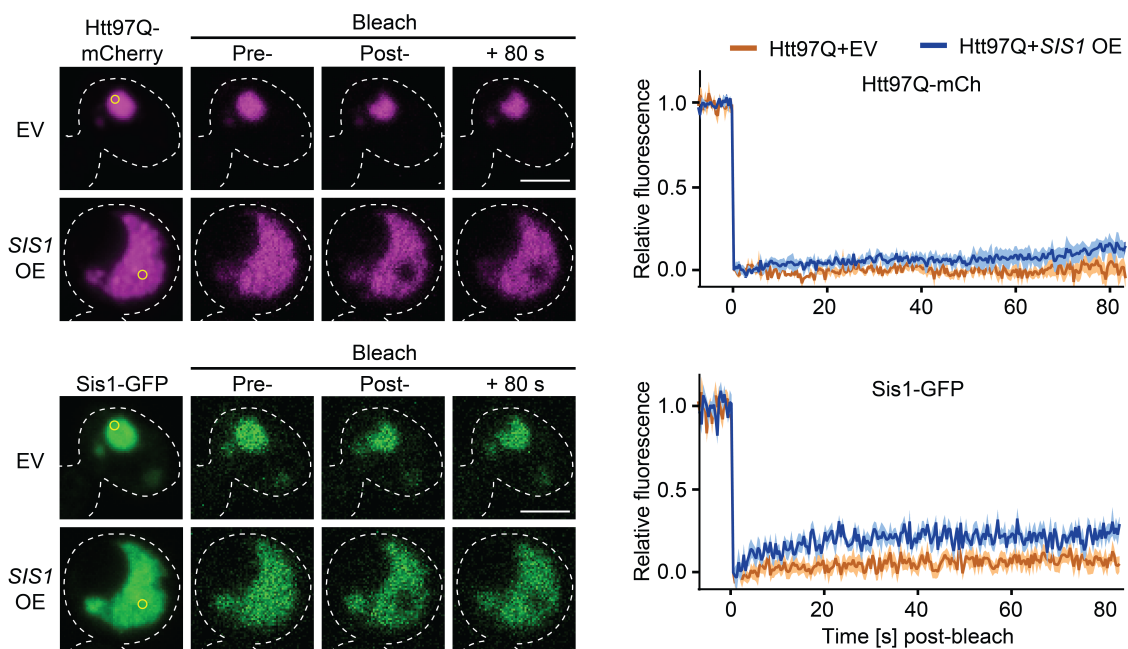 Htt97Q-
mCherry
Bleach
Pre-
Post-
+ 80 s
EV
SIS1
OE
Bleach
Sis1-GFP
Pre-
Post-
+ 80 s
EV
SIS1
OE
Htt97Q+EV
Htt97Q+SIS1 OE
Htt97Q-mCh
Relative fluorescence
1.0
0.5
0.0
0
20
40
60
80
Sis1-GFP
Relative fluorescence
1.0
0.5
0.0
0
20
40
60
80
Time [s] post-bleach